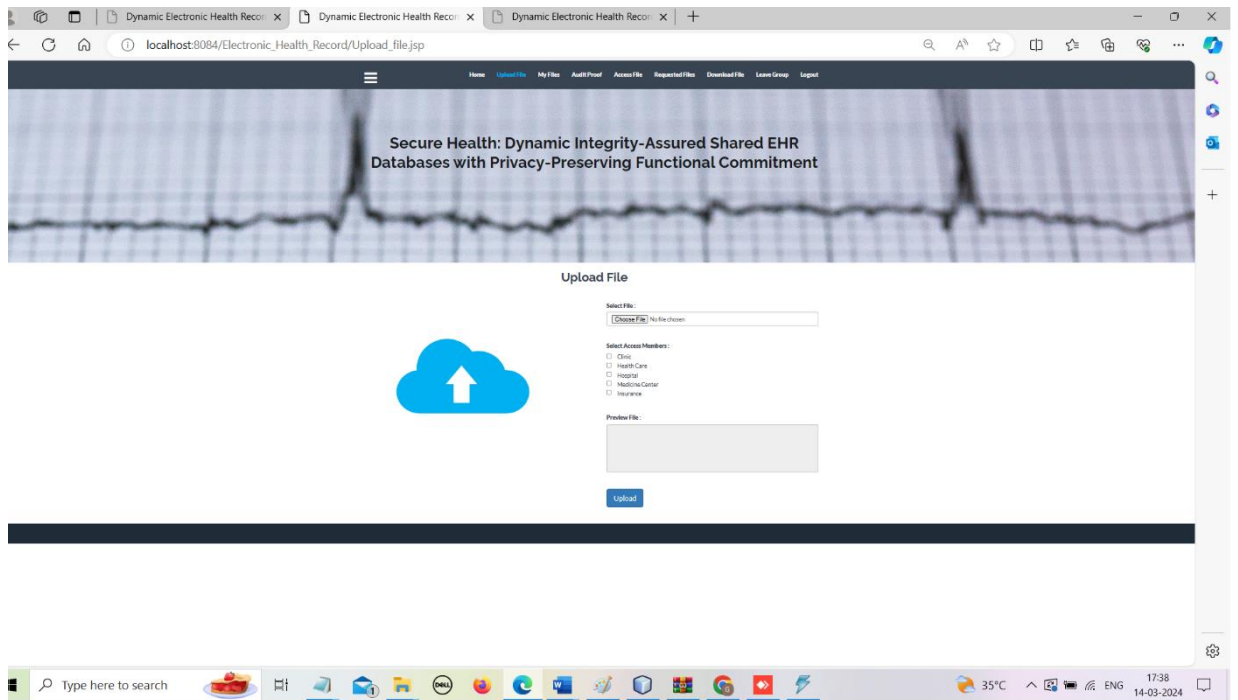 Dynamic Electronic Health Recor
Dynamic Electronic Health Recor
Dynamic Electronic Health Recor
localhost:8084/Electronic_Health_Record/Upload_file.jsp
Home Upload File My Files Audit Proof Access File Requested Files Download File Leave Group Logout
Secure Health: Dynamic Integrity-Assured Shared EHR
Databases with Privacy-Preserving Functional Commitment
Upload File
Select File :
Choose File No file chosen
Select Access Members :
Clinic
Health Care
Hospital
Medicine Center
Insurance
Preview File :
Upload
Type here to search
DELL
35°C
ENG
17:38
14-03-2024